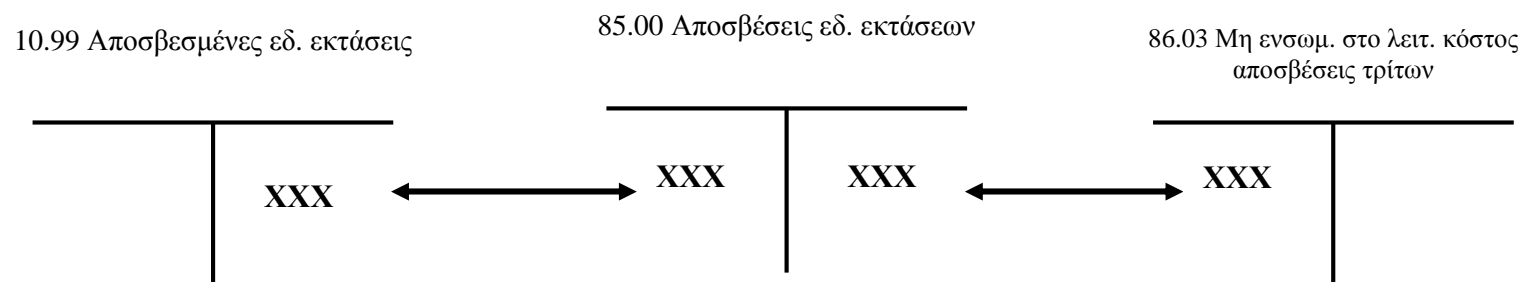 10.99 Αποσβεσμένες εδ. εκτάσεις
85.00 Αποσβέσεις εδ. εκτάσεων
86.03 Μη ενσωμ. στο λειτ. κόστος
αποσβέσεις τρίτων
XXX
XXX
XXX
XXX